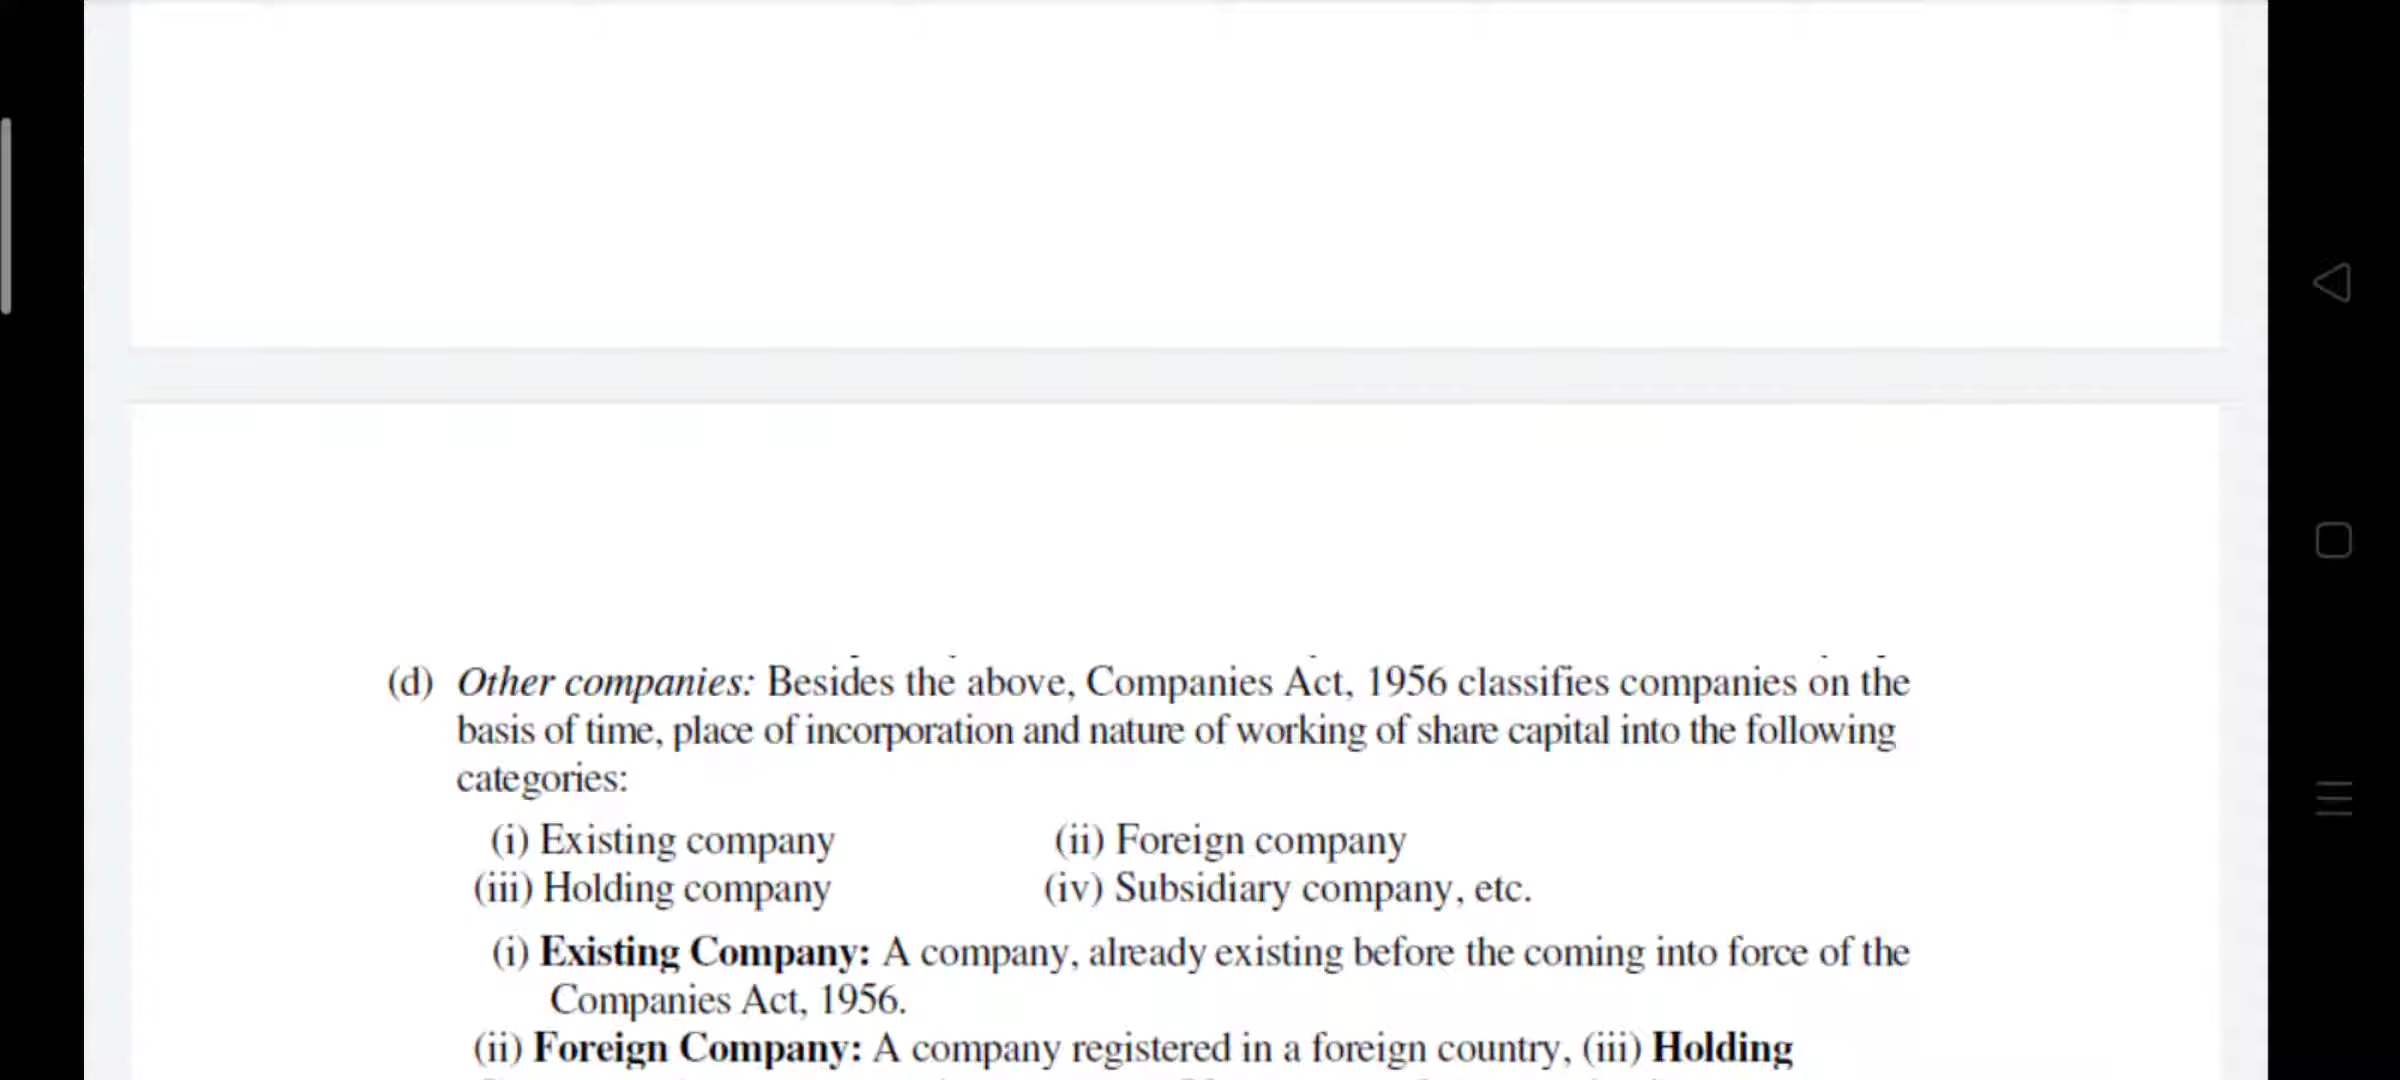 (d) Other companies: Besides the above, Companies Act, 1956 classifies companies on the
basis of time, place of incorporation and nature of working of share capital into the following
categories:
(i) Existing company (ii) Foreign company
(iii) Holding company (iv) Subsidiary company, etc.
(i) Existing Company: A company, already existing before the coming into force of the
Companies Act, 1956.
(ii) Foreign Company: A company registered in a foreign country, (iii) Holding